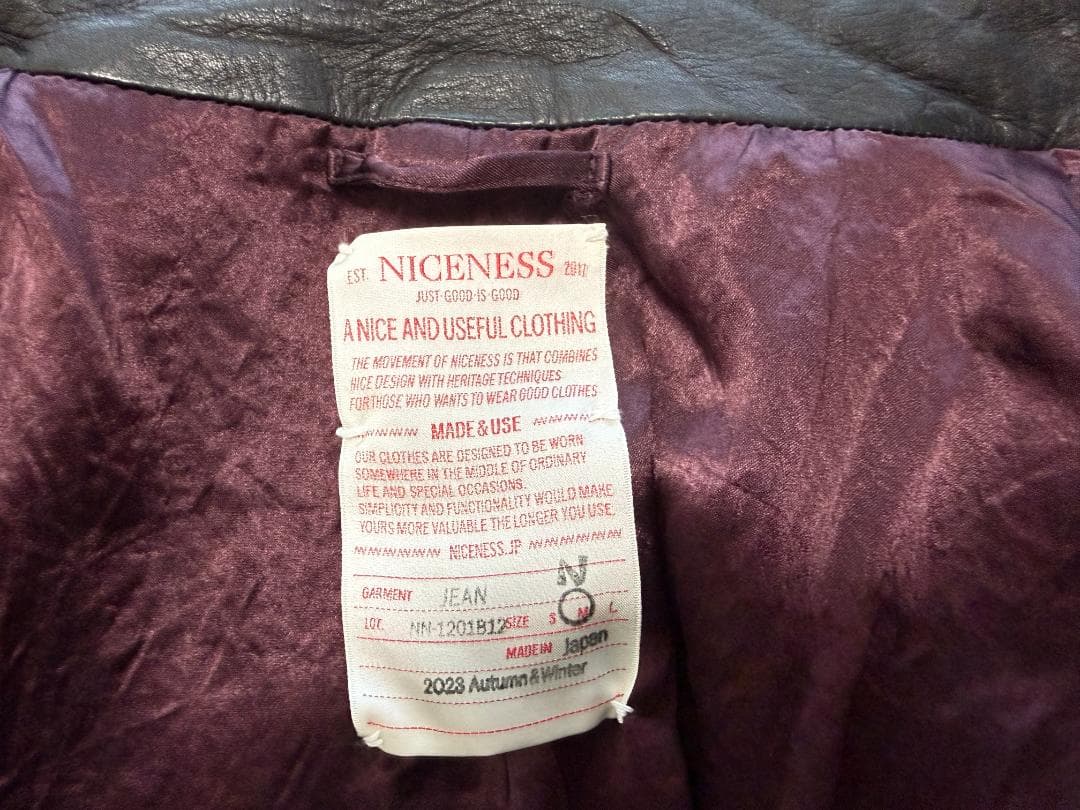 EST. NICENESS 2017
JUST·GOOD·IS·GOOD
A NICE AND USEFUL CLOTHING
THE MOVEMENT OF NICENESS IS THAT COMBINES
NICE DESIGN WITH HERITAGE TECHNIQUES
FOR THOSE WHO WANTS TO WEAR GOOD CLOTHES
MADE & USE
OUR CLOTHES ARE DESIGNED TO BE WORN
SOMEWHERE IN THE MIDDLE OF ORDINARY
LIFE AND SPECIAL OCCASIONS.
SIMPLICITY AND FUNCTIONALITY WOULD MAKE
YOURS MORE VALUABLE THE LONGER YOU USE.
NICENESS.JP
N
GARMENT JEAN
LOT. NN-1201B12 SIZE S M L
MADE IN Japan
2023 Autumn & Winter